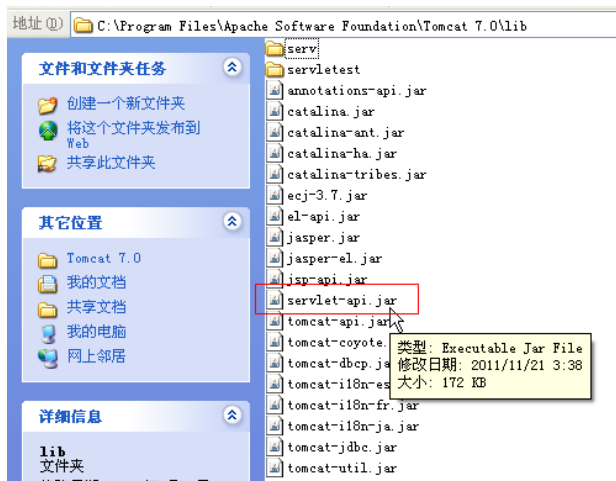 地址(D) C:\Program Files\Apache Software Foundation\Tomcat 7.0\lib
文件和文件夹任务
创建一个新文件夹
将这个文件夹发布到
Web
共享此文件夹
其它位置
Tomcat 7.0
我的文档
共享文档
我的电脑
网上邻居
详细信息
lib
文件夹
serv
servletest
annotations-api.jar
catalina.jar
catalina-ant.jar
catalina-ha.jar
catalina-tribes.jar
ecj-3.7.jar
el-api.jar
jasper.jar
jasper-el.jar
jsp-api.jar
servlet-api.jar
tomcat-api.jar
tomcat-coyote.
tomcat-dbcp.ja
tomcat-i18n-es
tomcat-i18n-fr.jar
tomcat-i18n-ja.jar
tomcat-jdbc.jar
tomcat-util.jar
类型: Executable Jar File
修改日期: 2011/11/21 3:38
大小: 172 KB